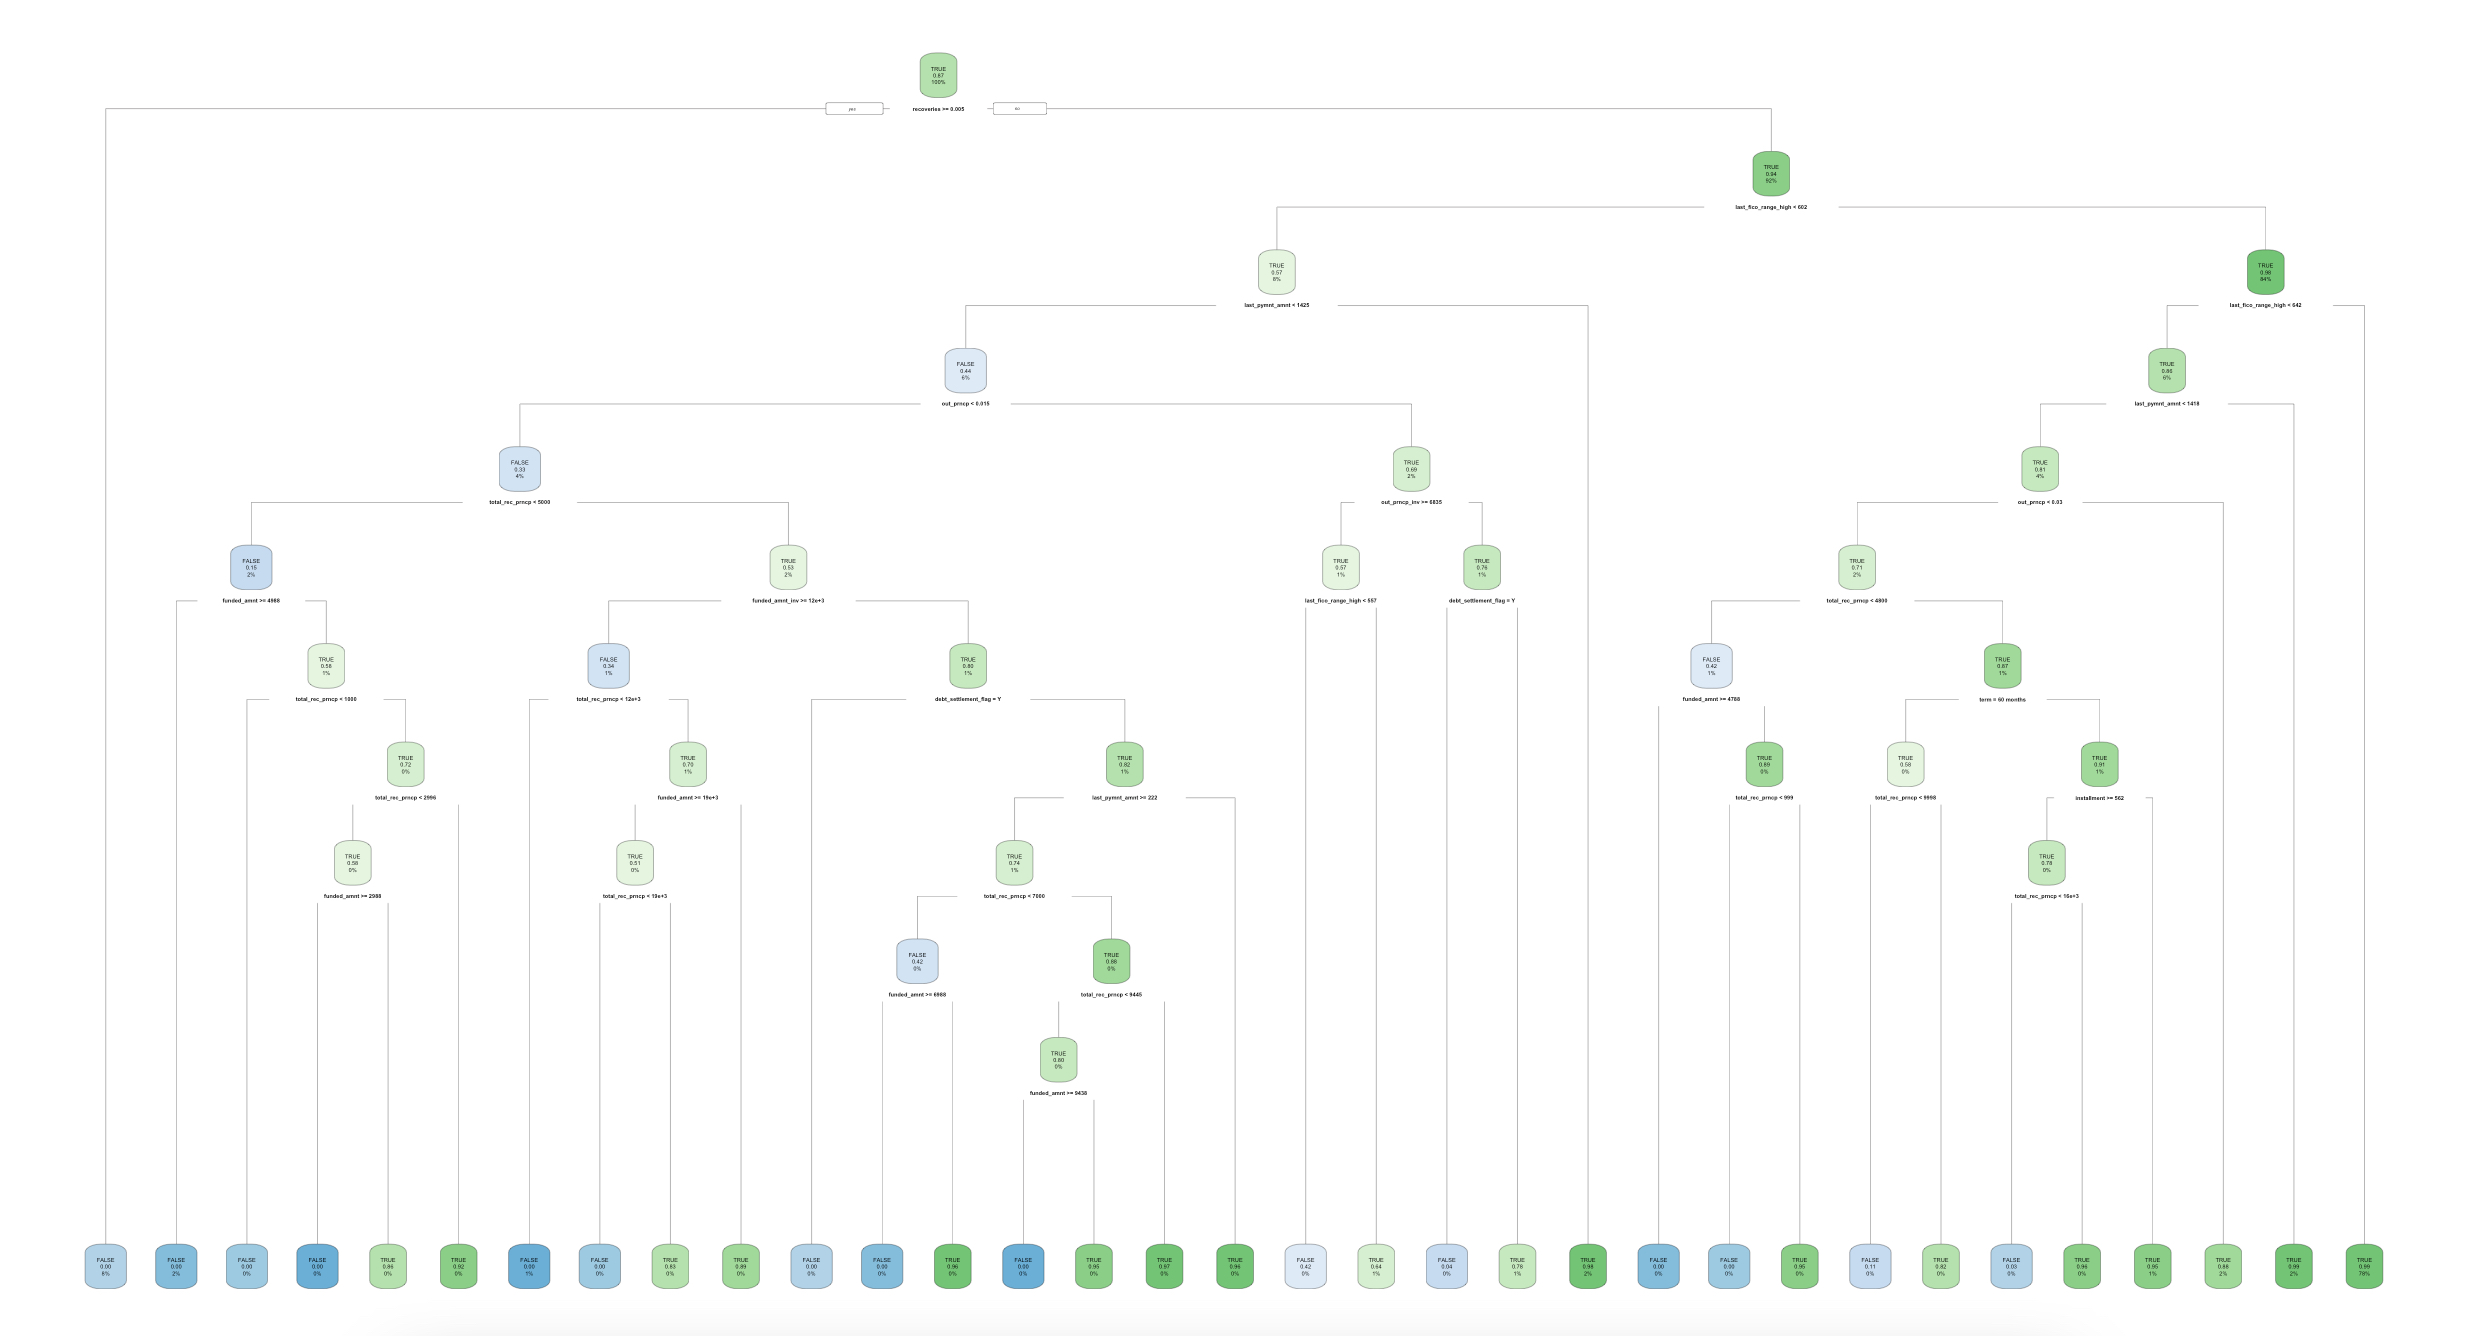 TRUE
0.87
100%
yes
recoveries >= 0.005
no
TRUE
0.94
92%
last_fico_range_high < 602
TRUE
0.57
8%
last_pymnt_amnt < 1425
TRUE
0.98
84%
last_fico_range_high < 642
FALSE
0.44
6%
out_prncp < 0.015
TRUE
0.86
6%
last_pymnt_amnt < 1418
FALSE
0.33
4%
total_rec_prncp < 5000
TRUE
0.69
2%
out_prncp_inv >= 6835
TRUE
0.81
4%
out_prncp < 0.03
FALSE
0.15
2%
funded_amnt >= 4988
TRUE
0.53
2%
funded_amnt_inv >= 12e+3
TRUE
0.57
1%
last_fico_range_high < 557
TRUE
0.76
1%
debt_settlement_flag = Y
TRUE
0.71
2%
total_rec_prncp < 4800
TRUE
0.58
1%
total_rec_prncp < 1000
FALSE
0.34
1%
total_rec_prncp < 12e+3
TRUE
0.80
1%
debt_settlement_flag = Y
FALSE
0.42
1%
funded_amnt >= 4788
TRUE
0.87
1%
term = 60 months
TRUE
0.72
0%
total_rec_prncp < 2996
TRUE
0.70
1%
funded_amnt >= 19e+3
TRUE
0.82
1%
last_pymnt_amnt >= 222
TRUE
0.89
0%
total_rec_prncp < 999
TRUE
0.58
0%
total_rec_prncp < 9998
TRUE
0.91
1%
installment >= 562
TRUE
0.58
0%
funded_amnt >= 2988
TRUE
0.51
0%
total_rec_prncp < 19e+3
TRUE
0.74
1%
total_rec_prncp < 7000
TRUE
0.78
0%
total_rec_prncp < 16e+3
FALSE
0.42
0%
funded_amnt >= 6988
TRUE
0.88
0%
total_rec_prncp < 9445
TRUE
0.80
0%
funded_amnt >= 9438
FALSE
0.00
8%
FALSE
0.00
2%
FALSE
0.00
0%
FALSE
0.00
0%
TRUE
0.86
0%
TRUE
0.92
0%
FALSE
0.00
1%
FALSE
0.00
0%
TRUE
0.83
0%
TRUE
0.89
0%
FALSE
0.00
0%
FALSE
0.00
0%
TRUE
0.96
0%
FALSE
0.00
0%
TRUE
0.95
0%
TRUE
0.97
0%
TRUE
0.96
0%
FALSE
0.42
0%
TRUE
0.64
1%
FALSE
0.04
0%
TRUE
0.78
1%
TRUE
0.98
2%
FALSE
0.00
0%
FALSE
0.00
0%
TRUE
0.95
0%
FALSE
0.11
0%
TRUE
0.82
0%
FALSE
0.03
0%
TRUE
0.96
0%
TRUE
0.95
1%
TRUE
0.88
2%
TRUE
0.99
2%
TRUE
0.99
78%